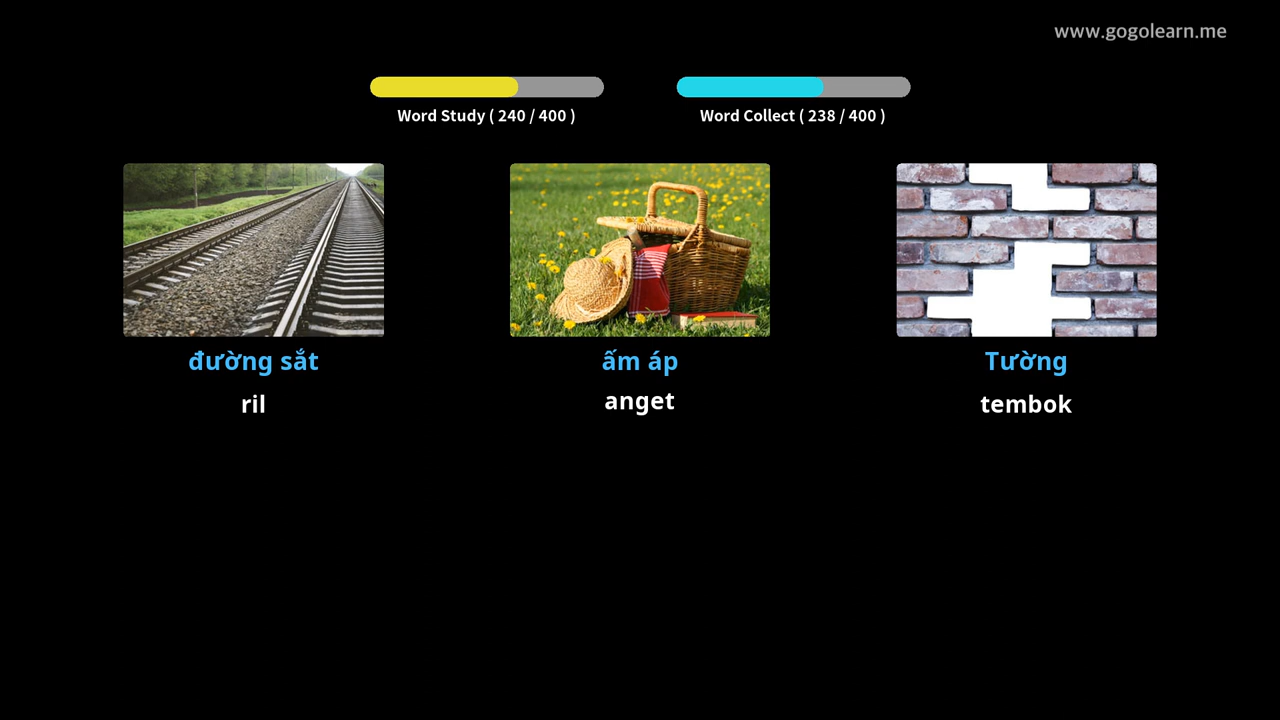 www.gogolearn.me
Word Study ( 240 / 400 )
Word Collect ( 238 / 400 )
đường sắt
ril
ấm áp
anget
Tường
tembok